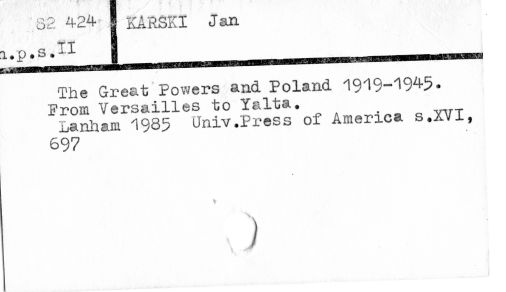 82 424
KARSKI Jan
n.p.s.II
The Great Powers and Poland 1919-1945.
From Versailles to Yalta.
Lanham 1985 Univ.Press of America s.XVI,
697